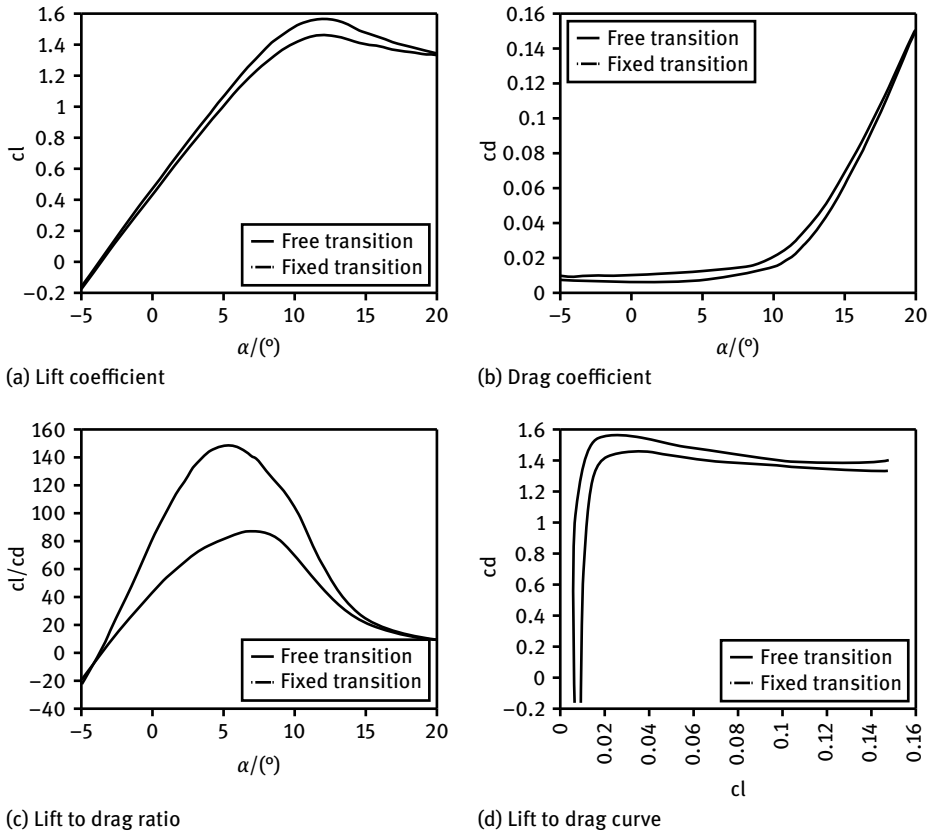 1.6
1.4
1.2
1
0.8
0.6
0.4
0.2
0
−0.2
cl
−5 0 5 10 15 20
α/(°)
Free transition
Fixed transition
(a) Lift coefficient
0.16
0.14
0.12
0.1
0.08
0.06
0.04
0.02
0
cd
−5 0 5 10 15 20
α/(°)
Free transition
Fixed transition
(b) Drag coefficient
160
140
120
100
80
60
40
20
0
−20
−40
cl/cd
−5 0 5 10 15 20
α/(°)
Free transition
Fixed transition
(c) Lift to drag ratio
1.6
1.4
1.2
1
0.8
0.6
0.4
0.2
0
−0.2
cd
0 0.02 0.04 0.06 0.08 0.1 0.12 0.14 0.16
cl
Free transition
Fixed transition
(d) Lift to drag curve